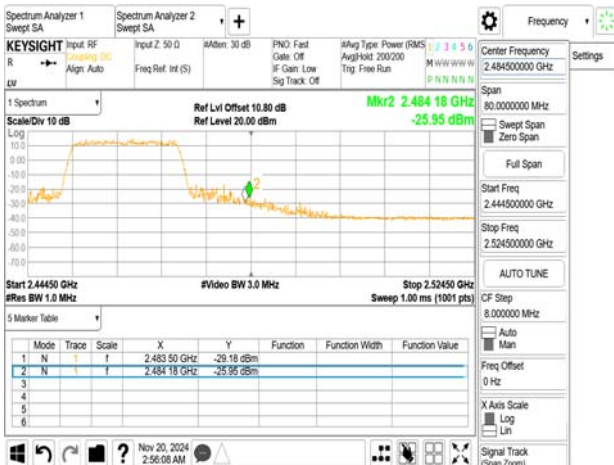 Spectrum Analyzer 1
Swept SA
Spectrum Analyzer 2
Swept SA
+
Frequency
KEYSIGHT
R
Input: RF
Coupling: DC
Align: Auto
Input Z: 50 Ω
Freq Ref: Int (S)
#Atten: 30 dB
PNO: Fast
Gate: Off
IF Gain: Low
Sig Track: Off
#Avg Type: Power (RMS
Avg|Hold: 200/200
Trig: Free Run
1 2 3 4 5 6
M W W W W W
P N N N N N
1 Spectrum
Scale/Div 10 dB
Ref Lvl Offset 10.80 dB
Ref Level 20.00 dBm
Mkr2 2.484 18 GHz
-25.95 dBm
Log
10.0
0.00
-10.0
-20.0
-30.0
-40.0
-50.0
-60.0
-70.0
2
Start 2.44450 GHz
#Res BW 1.0 MHz
#Video BW 3.0 MHz
Stop 2.52450 GHz
Sweep 1.00 ms (1001 pts)
5 Marker Table
Mode Trace Scale X Y Function Function Width Function Value
1 N 1 f 2.483 50 GHz -29.18 dBm
2 N 1 f 2.484 18 GHz -25.95 dBm
3
4
5
6
Nov 20, 2024
2:56:08 AM
Center Frequency
2.484500000 GHz
Settings
Span
80.0000000 MHz
Swept Span
Zero Span
Full Span
Start Freq
2.444500000 GHz
Stop Freq
2.524500000 GHz
AUTO TUNE
CF Step
8.000000 MHz
Auto
Man
Freq Offset
0 Hz
X Axis Scale
Log
Lin
Signal Track
(Span Zoom)